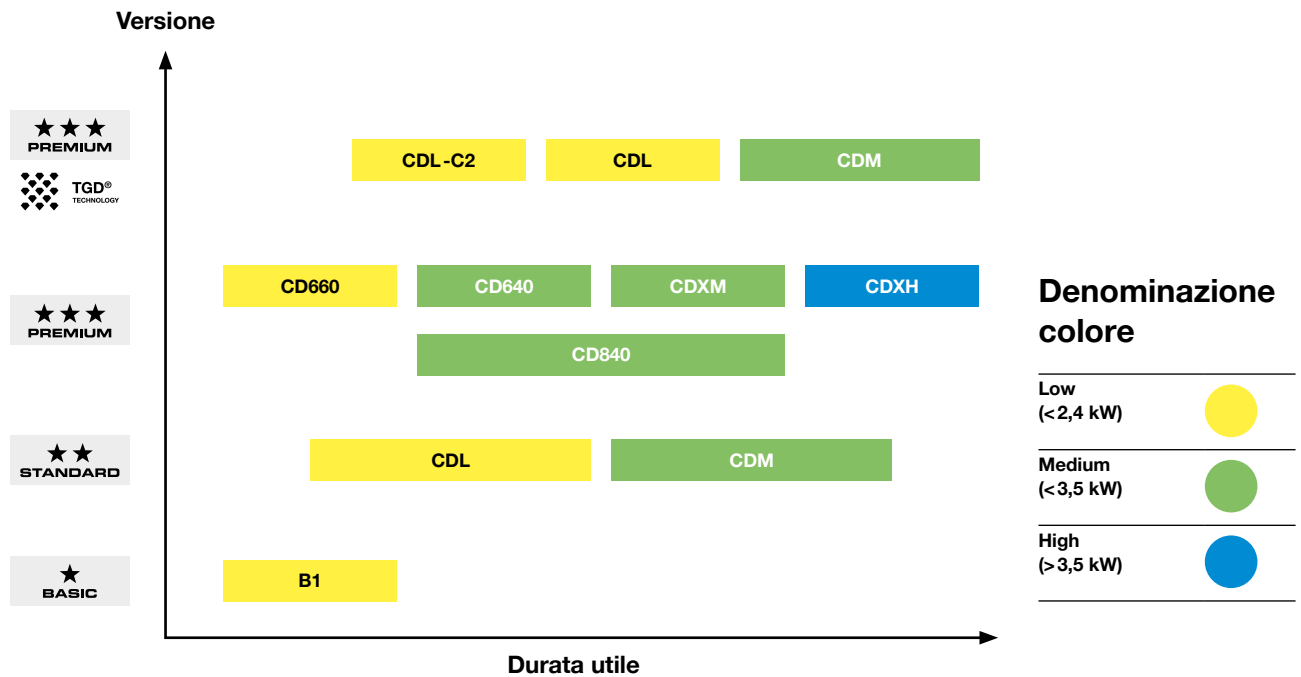 Versione
PREMIUM
TGD®
TECHNOLOGY
CDL-C2
CDL
CDM
PREMIUM
CD660
CD640
CDXM
CDXH
CD840
STANDARD
CDL
CDM
BASIC
B1
Durata utile
Denominazione
colore
Low
(<2,4 kW)
Medium
(<3,5 kW)
High
(>3,5 kW)